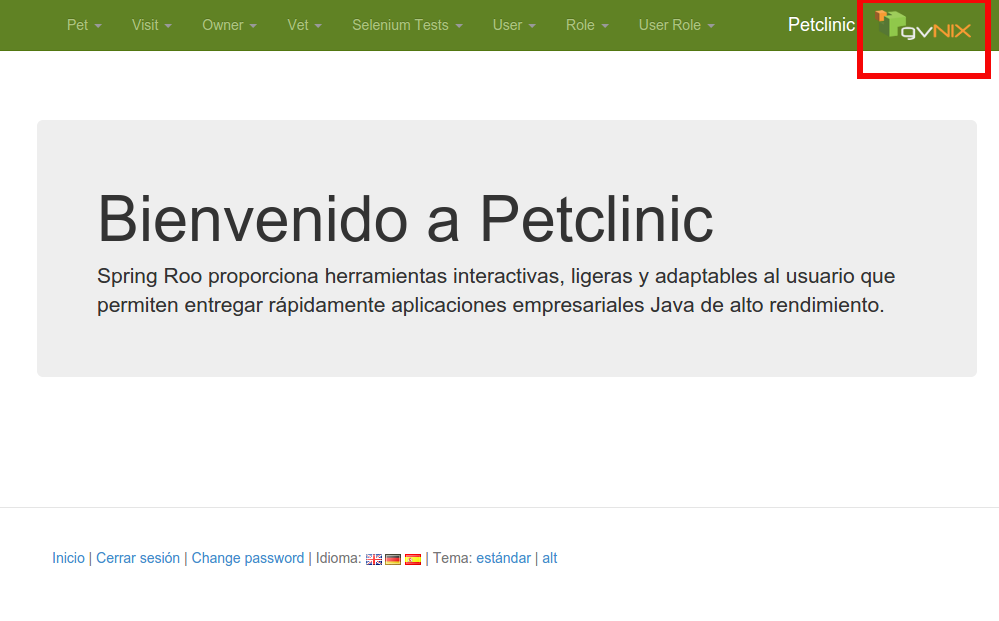 Pet Visit Owner Vet Selenium Tests User Role User Role Petclinic gvNIX
Bienvenido a Petclinic
Spring Roo proporciona herramientas interactivas, ligeras y adaptables al usuario que
permiten entregar rápidamente aplicaciones empresariales Java de alto rendimiento.
Inicio | Cerrar sesión | Change password | Idioma: | Tema: estándar | alt